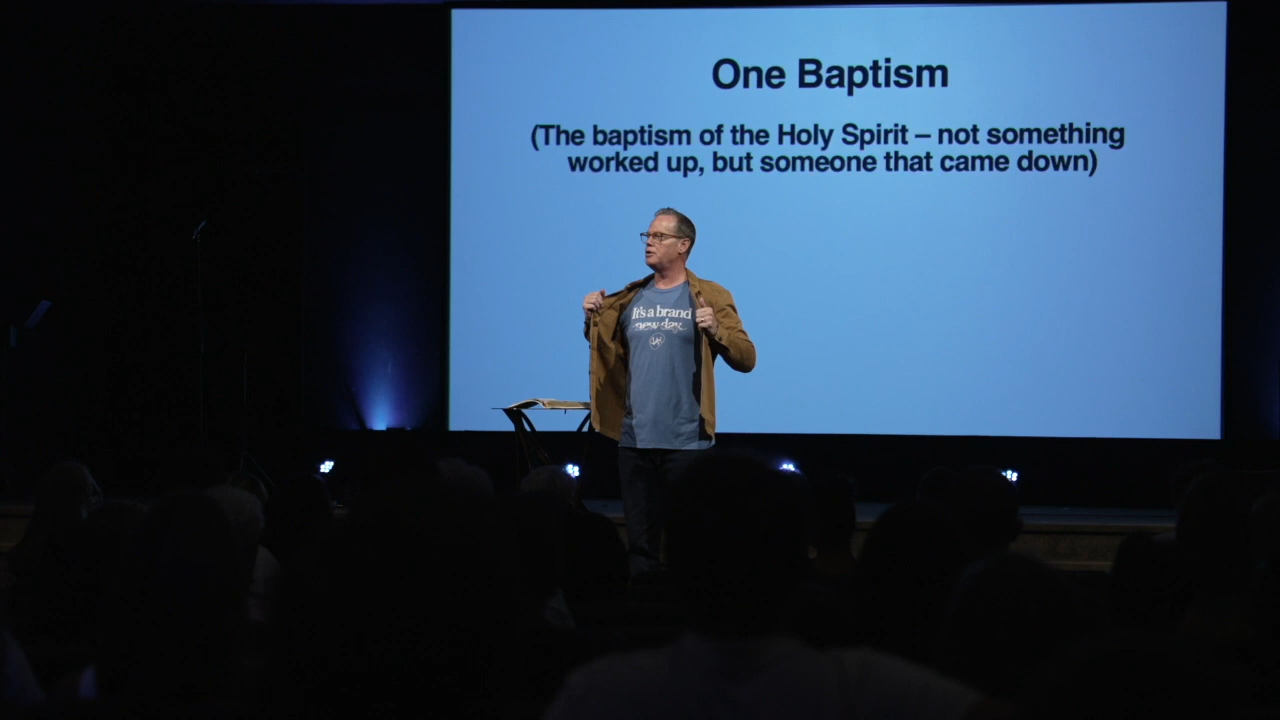 One Baptism
(The baptism of the Holy Spirit – not something
worked up, but someone that came down)
It's a brand
new day.